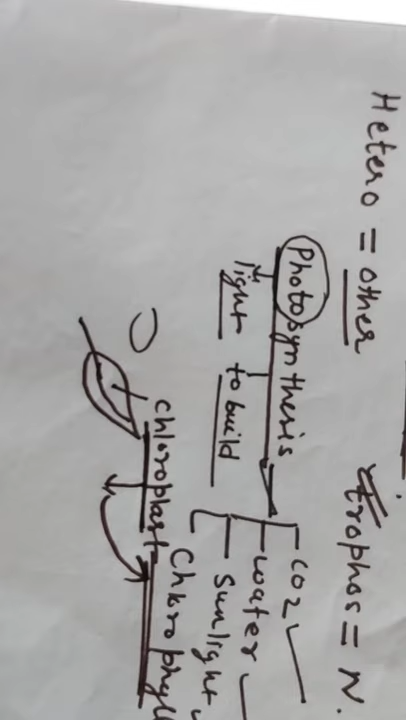 Hetero = other trophos = N.
Photosynthesis
light to build
CO2
water
Sunlight
Chlorophyll
chloroplast